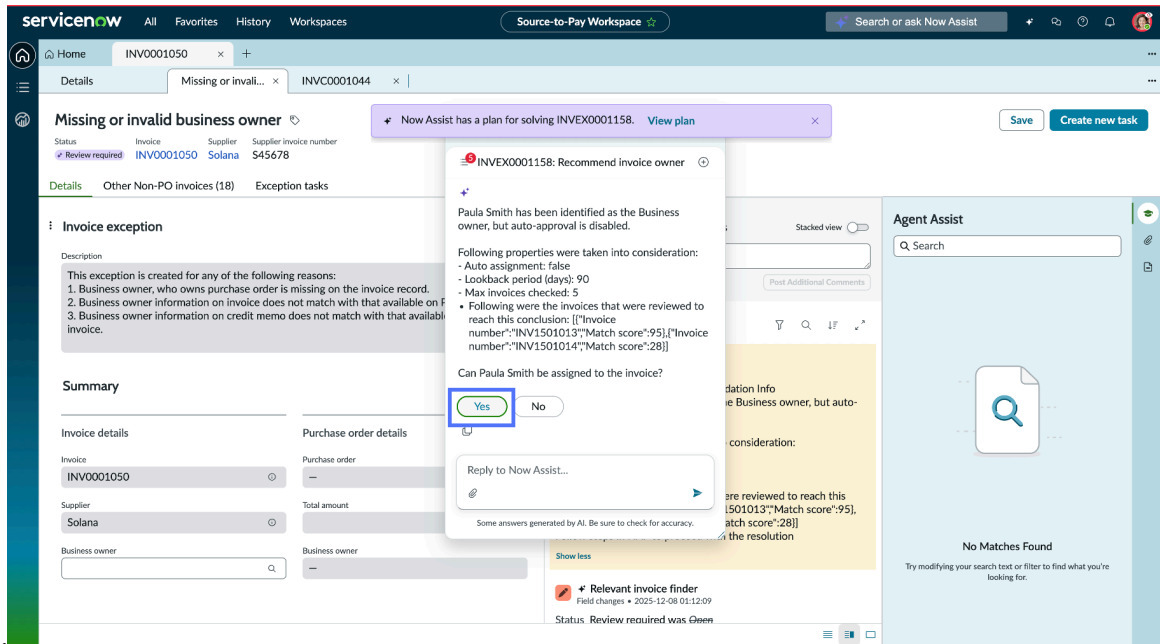 servicenow All Favorites History Workspaces Source-to-Pay Workspace Search or ask Now Assist
Home INV0001050 × +
Details Missing or invali... × INVC0001044 ×
Missing or invalid business owner
Now Assist has a plan for solving INVEX0001158. View plan ×
Save Create new task
Status Invoice Supplier Supplier invoice number
Review required INV0001050 Solana S45678
Details Other Non-PO invoices (18) Exception tasks
Invoice exception
Description
This exception is created for any of the following reasons:
1. Business owner, who owns purchase order is missing on the invoice record.
2. Business owner information on invoice does not match with that available on P
3. Business owner information on credit memo does not match with that availabl
invoice.
Summary
Invoice details Purchase order details
Invoice Purchase order
INV0001050 —
Supplier Total amount
Solana
Business owner Business owner
—
5
INVEX0001158: Recommend invoice owner
Paula Smith has been identified as the Business
owner, but auto-approval is disabled.
Following properties were taken into consideration:
- Auto assignment: false
- Lookback period (days): 90
- Max invoices checked: 5
• Following were the invoices that were reviewed to
reach this conclusion: [{"Invoice
number":"INV1501013","Match score":95},{"Invoice
number":"INV1501014","Match score":28}]
Can Paula Smith be assigned to the invoice?
Yes No
Reply to Now Assist...
Some answers generated by AI. Be sure to check for accuracy.
Stacked view
Post Additional Comments
dation Info
e Business owner, but auto-
consideration:
ere reviewed to reach this
1501013","Match score":95},
atch score":28}]
the resolution
Show less
Relevant invoice finder
Field changes • 2025-12-08 01:12:09
Status Review required was Open
Agent Assist
Search
No Matches Found
Try modifying your search text or filter to find what you're
looking for.